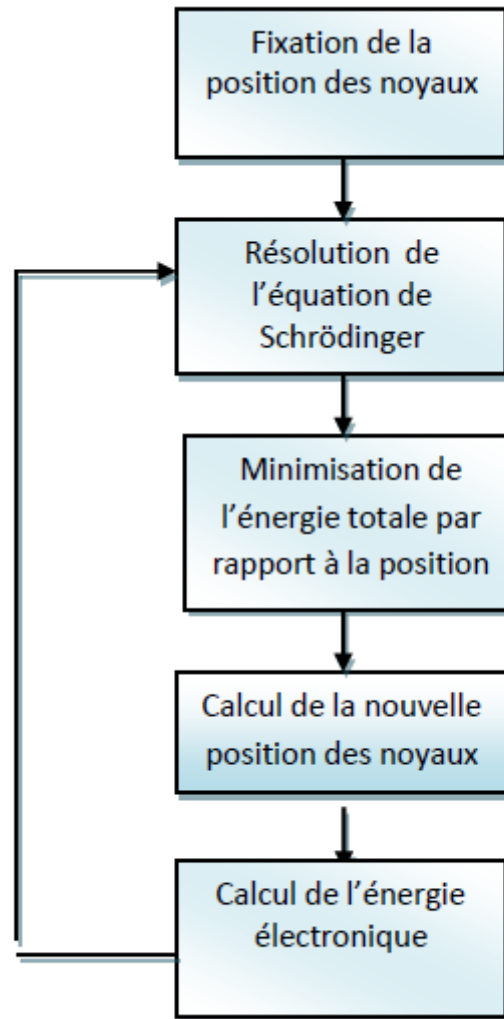 Fixation de la
position des noyaux
Résolution de
l’équation de
Schrödinger
Minimisation de
l’énergie totale par
rapport à la position
Calcul de la nouvelle
position des noyaux
Calcul de l’énergie
électronique